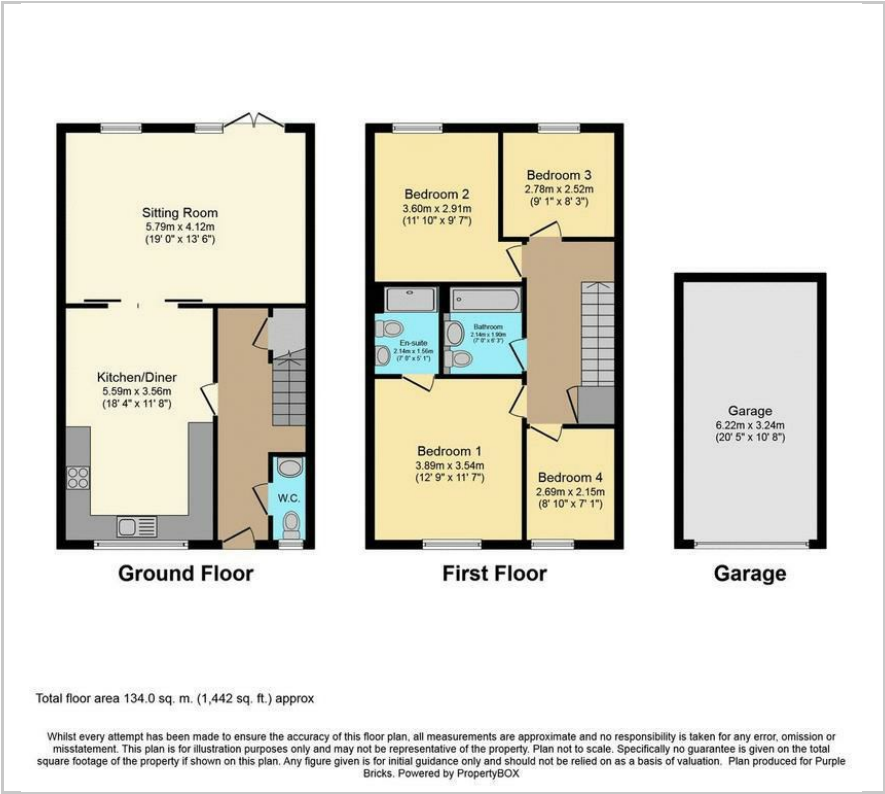 Sitting Room
5.79m x 4.12m
(19' 0" x 13' 6")
Kitchen/Diner
5.59m x 3.56m
(18' 4" x 11' 8")
W.C.
Ground Floor
Bedroom 2
3.60m x 2.91m
(11' 10" x 9' 7")
Bedroom 3
2.78m x 2.52m
(9' 1" x 8' 3")
En-suite
2.14m x 1.56m
(7' 0" x 5' 1")
Bathroom
2.14m x 1.90m
(7' 0" x 6' 3")
Bedroom 1
3.89m x 3.54m
(12' 9" x 11' 7")
Bedroom 4
2.69m x 2.15m
(8' 10" x 7' 1")
First Floor
Garage
6.22m x 3.24m
(20' 5" x 10' 8")
Garage
Total floor area 134.0 sq. m. (1,442 sq. ft.) approx
Whilst every attempt has been made to ensure the accuracy of this floor plan, all measurements are approximate and no responsibility is taken for any error, omission or
misstatement. This plan is for illustration purposes only and may not be representative of the property. Plan not to scale. Specifically no guarantee is given on the total
square footage of the property if shown on this plan. Any figure given is for initial guidance only and should not be relied on as a basis of valuation. Plan produced for Purple
Bricks. Powered by PropertyBOX